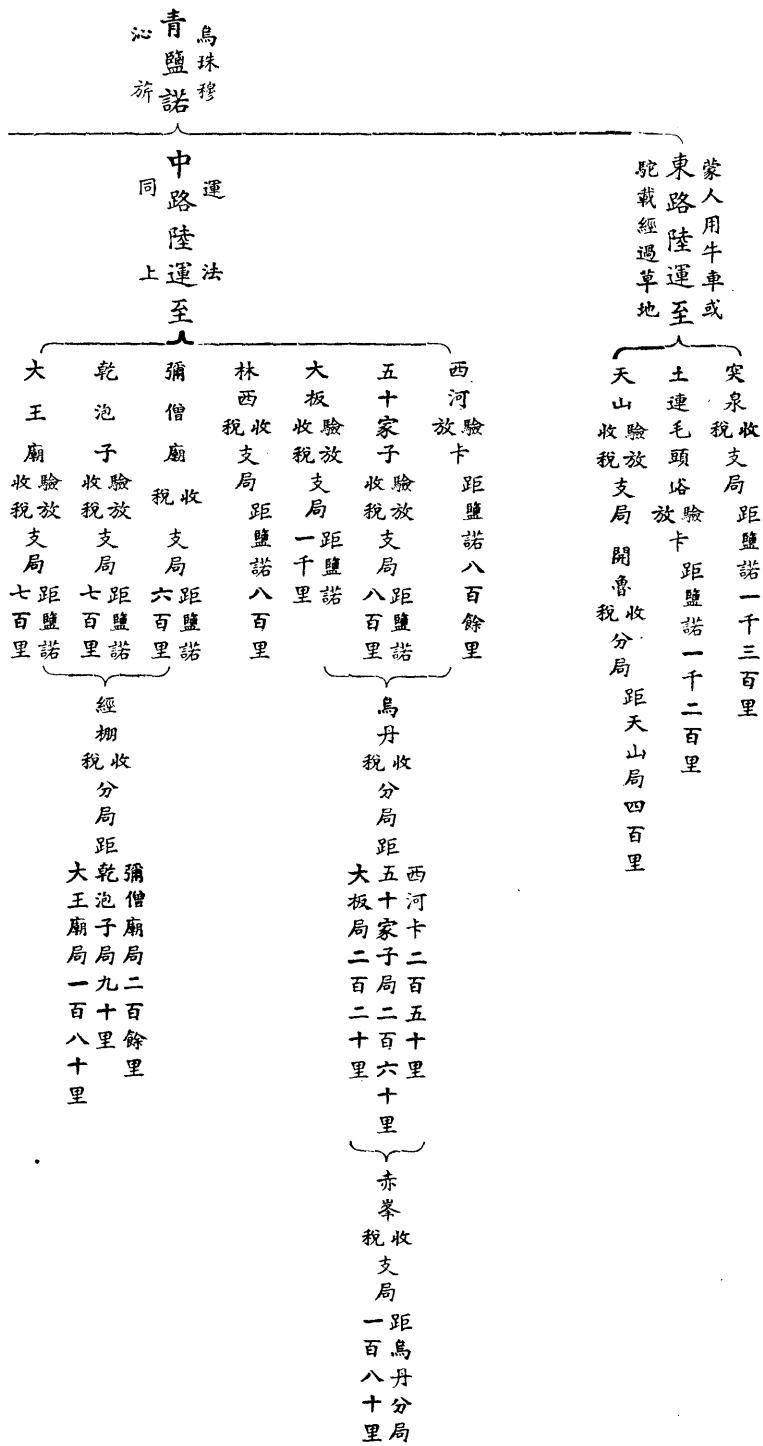 烏珠穆沁旂
青鹽諾
蒙人用牛車或
東路陸運至
駝載經過草地
突泉收稅支局 距鹽諾一千三百里
土連毛頭峪驗放卡 距鹽諾一千二百里
天山驗放收稅支局 開魯收稅分局 距天山局四百里
運法同上
中路陸運至
西河驗放卡 距鹽諾八百餘里
五十家子驗放收稅支局距鹽諾八百里
大板驗放收稅支局距鹽諾一千里
林西收稅支局 距鹽諾八百里
彌僧廟收稅支局距鹽諾六百里
乾泡子驗放收稅支局距鹽諾七百里
大王廟驗放收稅支局距鹽諾七百里
烏丹收稅分局距
西河卡二百五十里
五十家子局二百六十里
大板局二百二十里
赤峯收稅支局距烏丹分局一百八十里
經棚收稅分局距
彌僧廟局二百餘里
乾泡子局九十里
大王廟局一百八十里